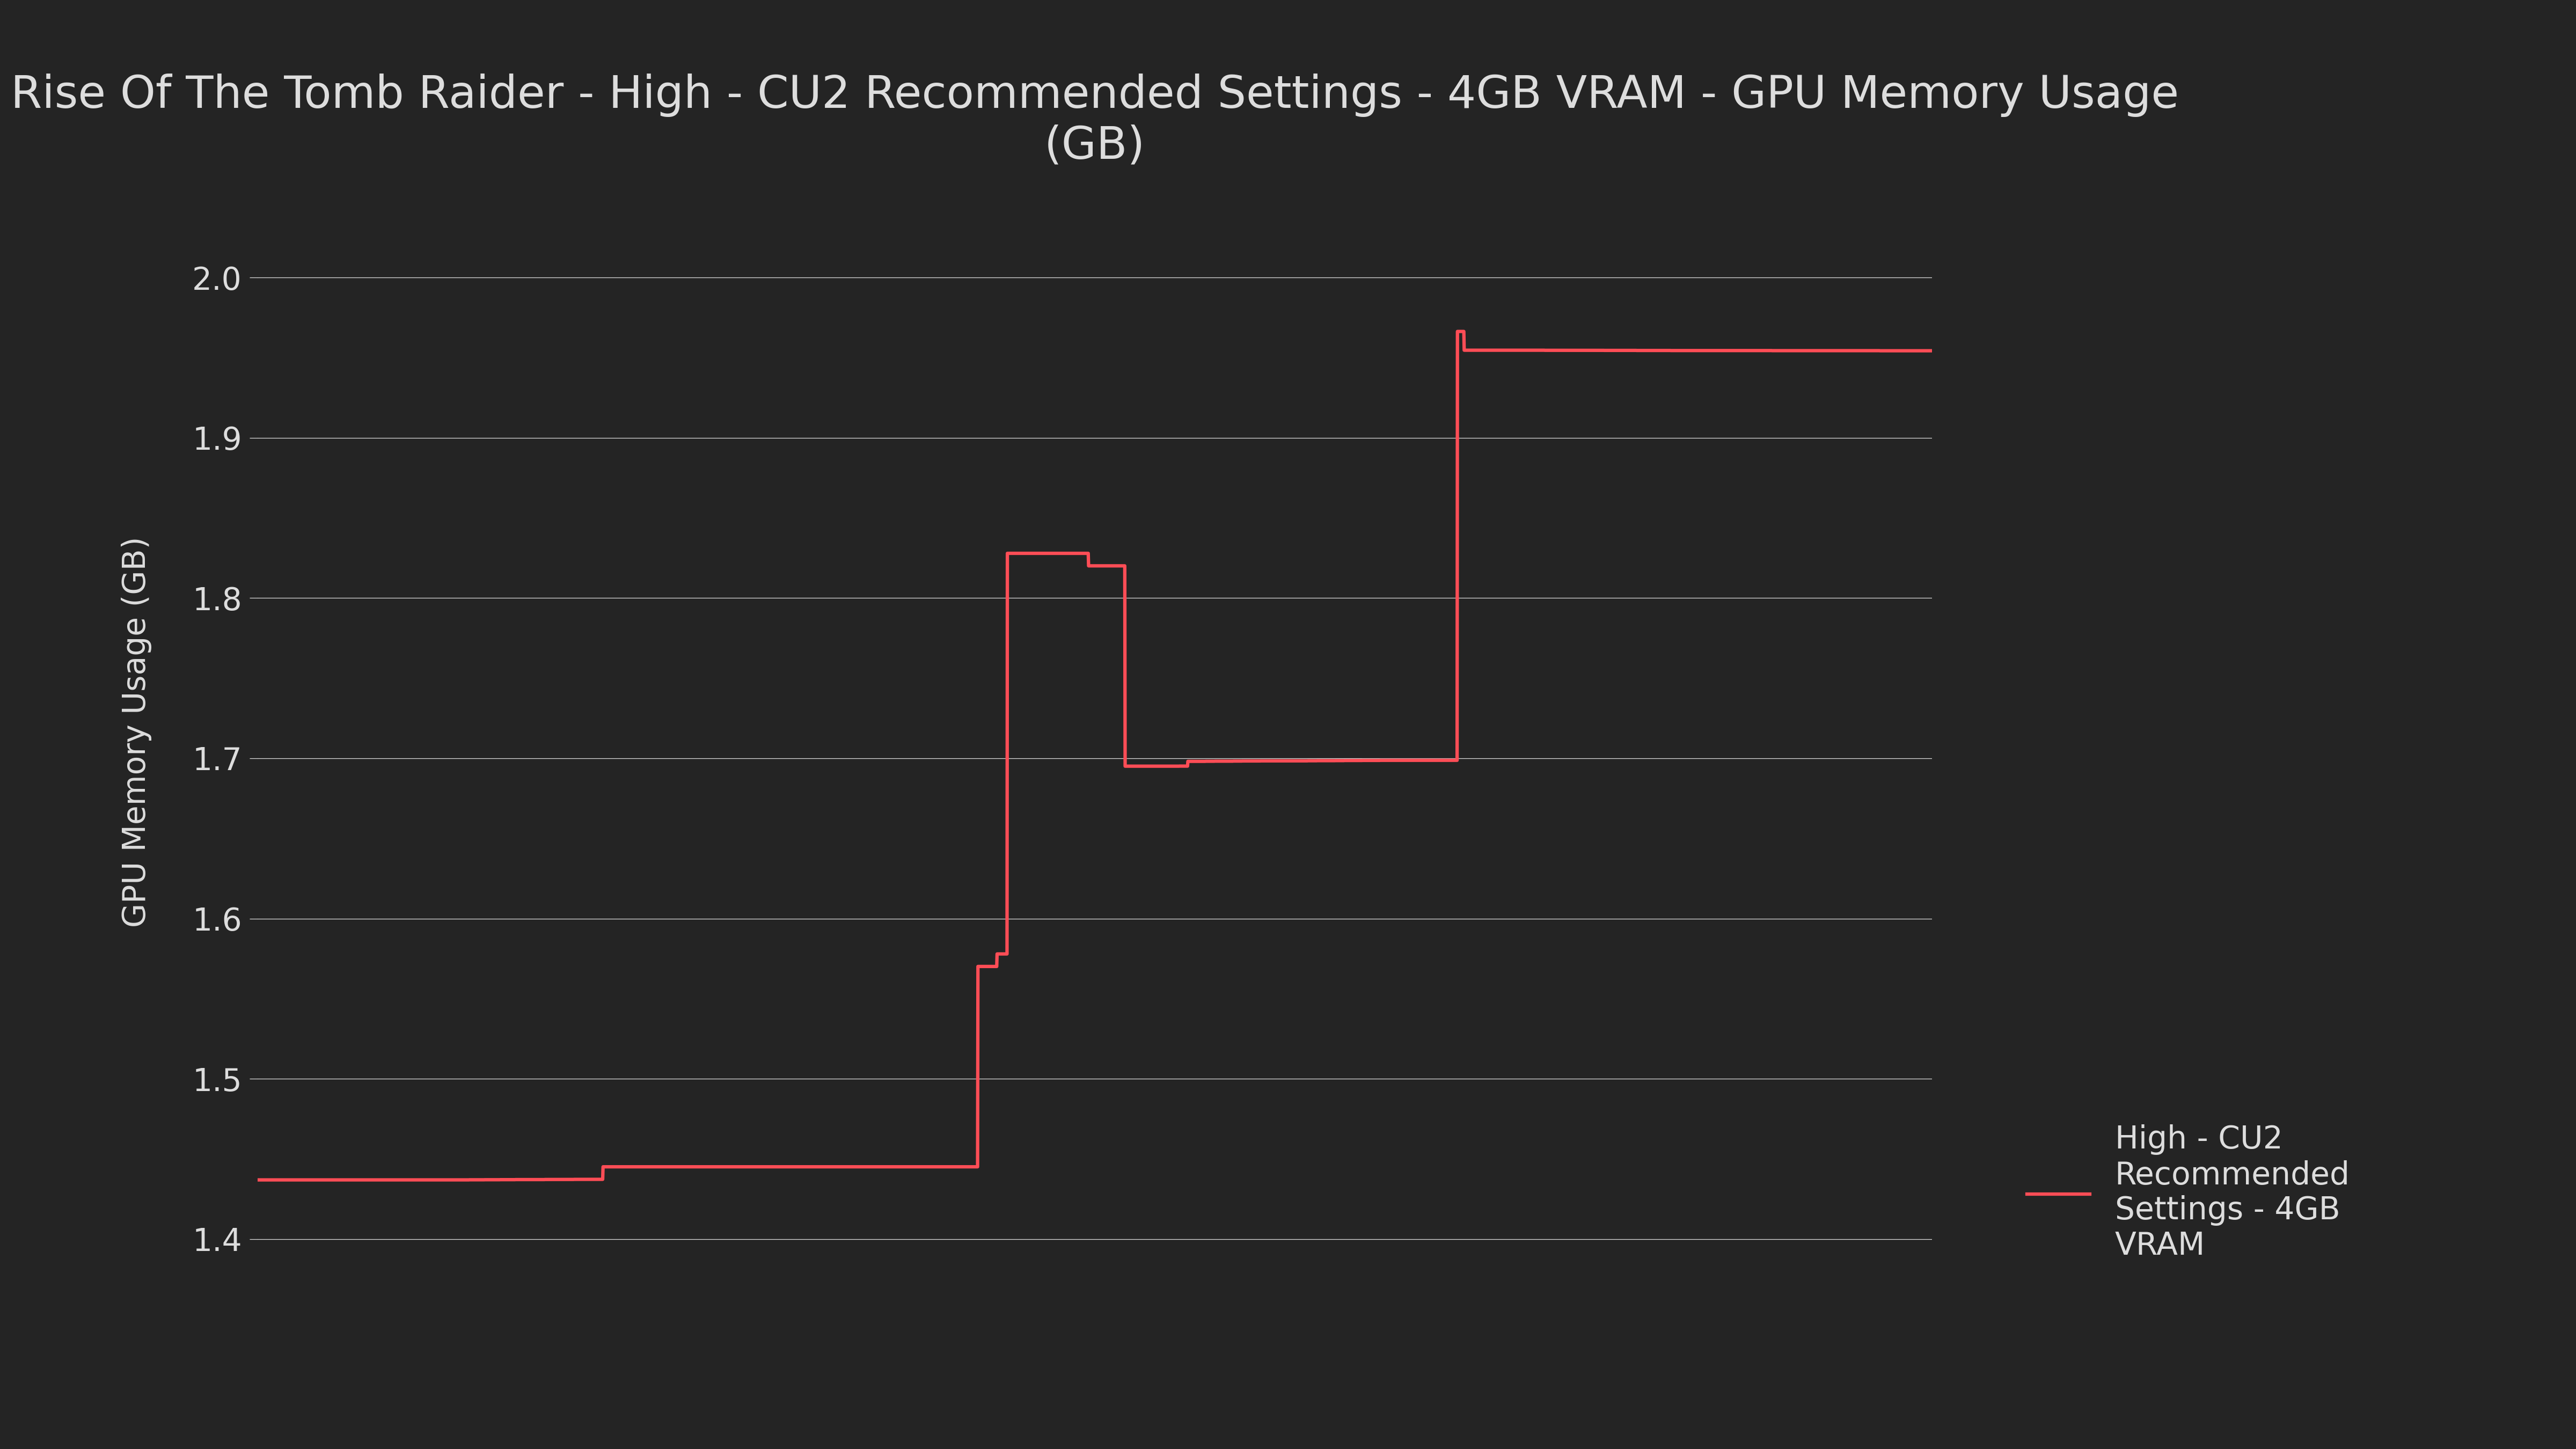 Rise Of The Tomb Raider - High - CU2 Recommended Settings - 4GB VRAM - GPU Memory Usage
(GB)
2.0
1.9
1.8
1.7
1.6
1.5
1.4
GPU Memory Usage (GB)
High - CU2
Recommended
Settings - 4GB
VRAM